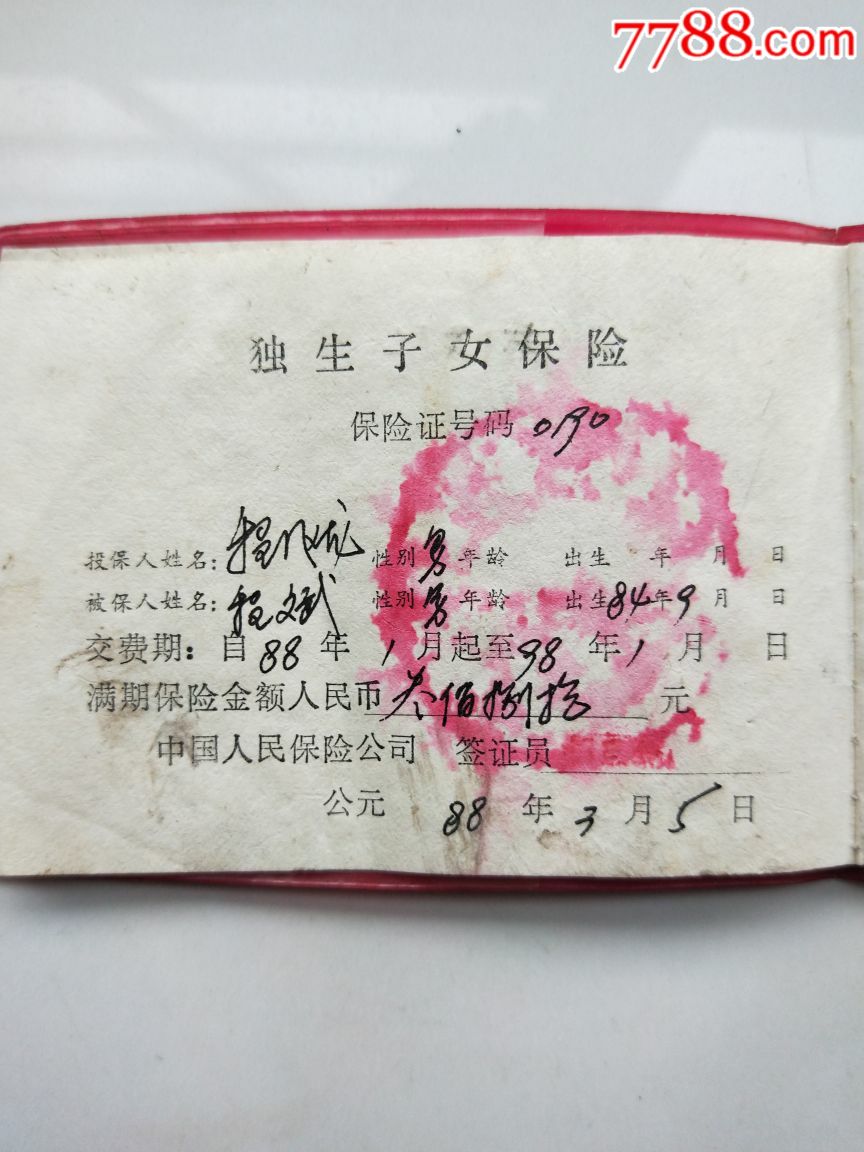 7788.com
独生子女保险
保险证号码 0190
投保人姓名: 程 性别 男 年龄 出生 年 月 日
被保人姓名: 程文斌 性别 男 年龄 出生 84 年 9 月 日
交费期: 自 88 年 1 月起至 98 年 1 月 日
满期保险金额人民币 叁佰捌拾 元
中国人民保险公司 签证员
公元 88 年 3 月 5 日